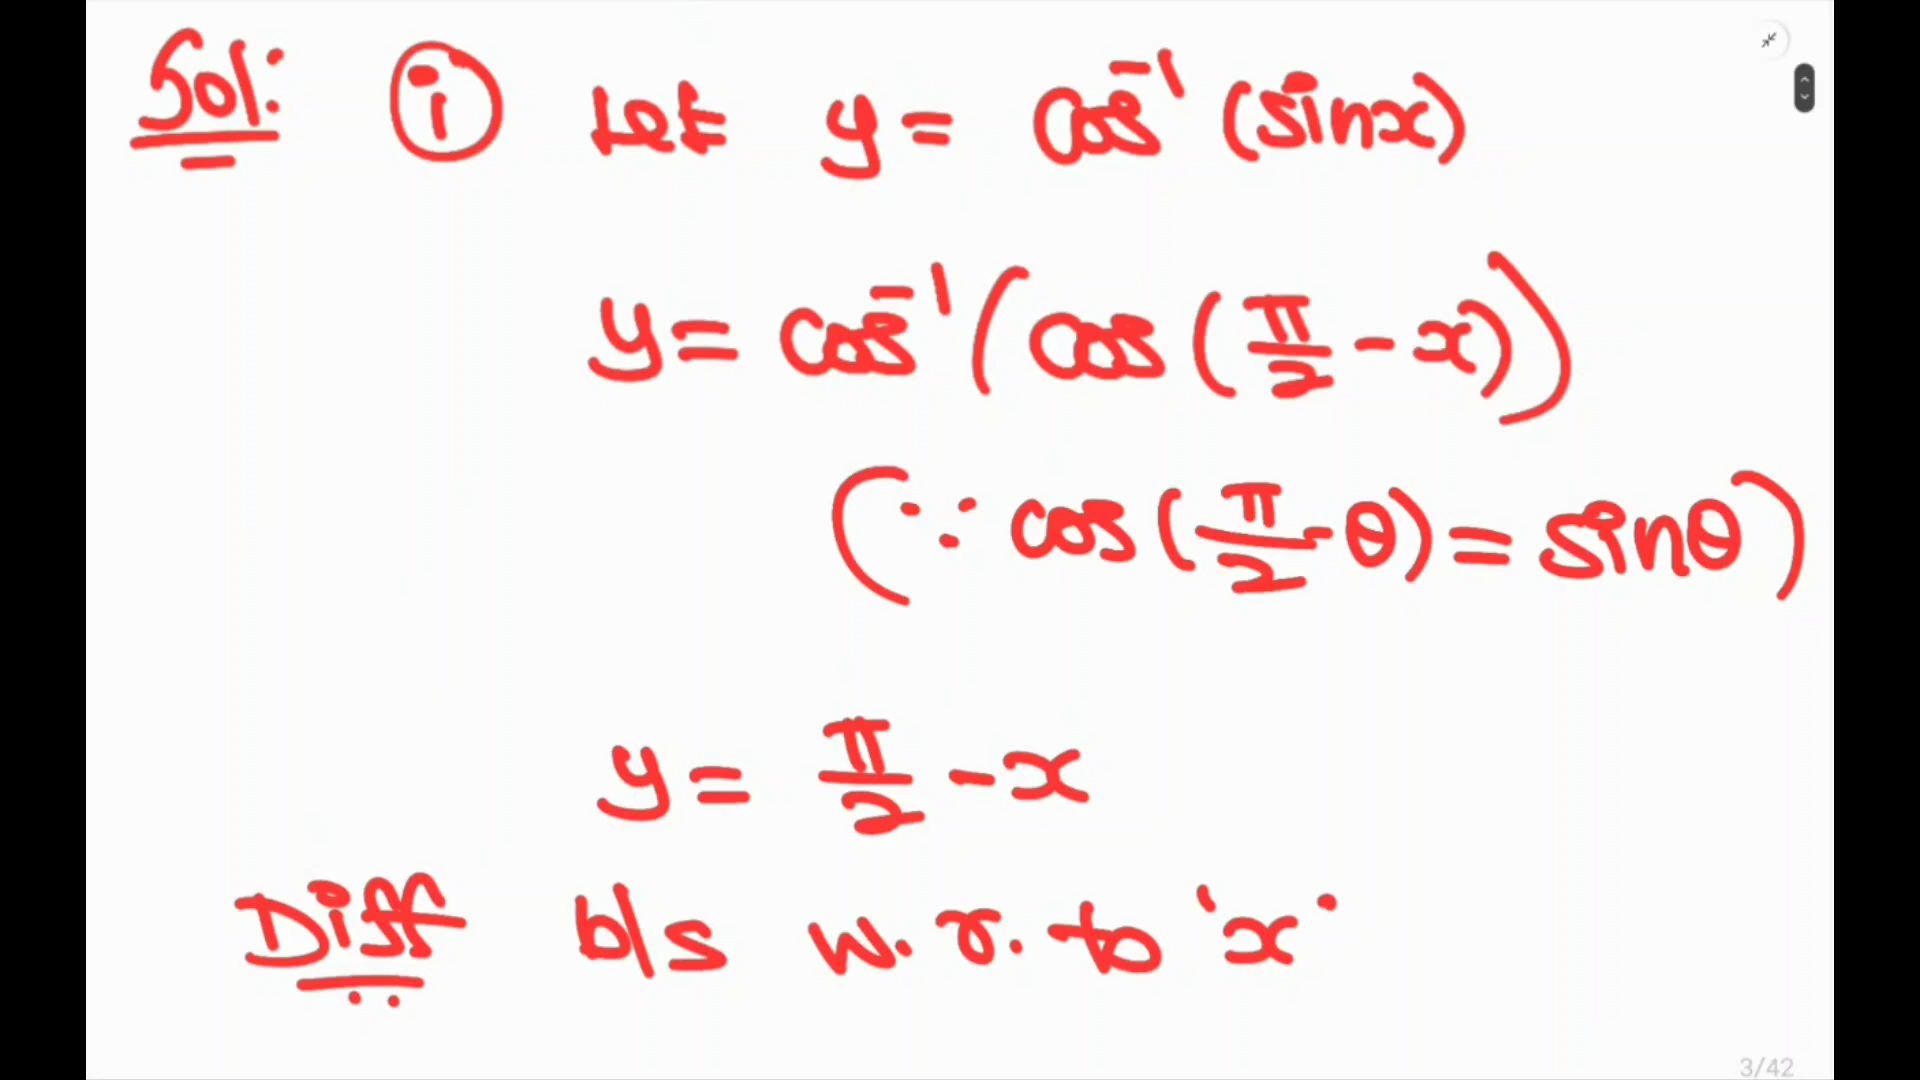 Sol: (i) Let y = cos⁻¹(sinx)
y = cos⁻¹(cos(π/2 - x))
(∵ cos(π/2 - θ) = sinθ)
y = π/2 - x
Diff b/s w.r.to 'x'
3/42